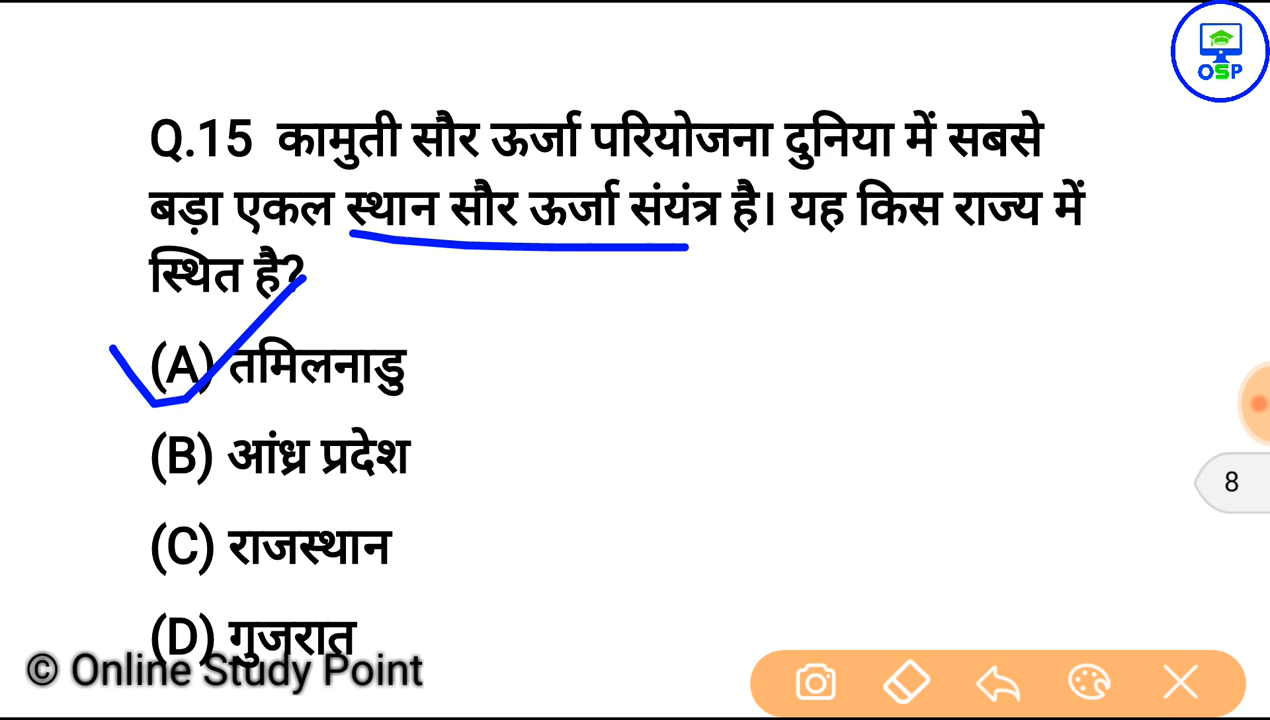 OSP
Q.15 कामुती सौर ऊर्जा परियोजना दुनिया में सबसे
बड़ा एकल स्थान सौर ऊर्जा संयंत्र है। यह किस राज्य में
स्थित है?
(A) तमिलनाडु
(B) आंध्र प्रदेश
(C) राजस्थान
8
(D) गुजरात
© Online Study Point